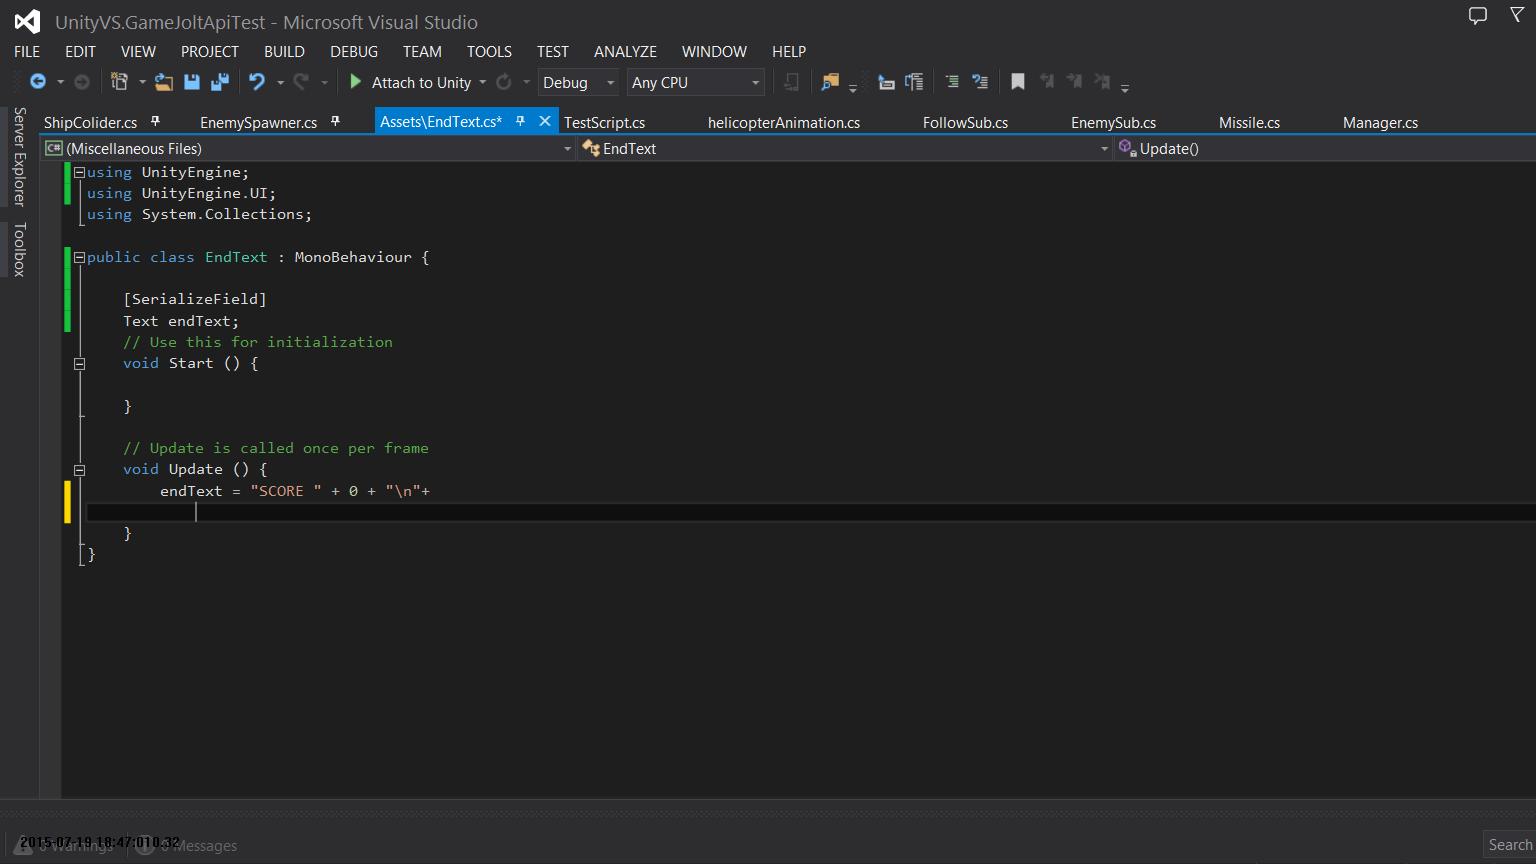 UnityVS.GameJoltApiTest - Microsoft Visual Studio
FILE EDIT VIEW PROJECT BUILD DEBUG TEAM TOOLS TEST ANALYZE WINDOW HELP
Attach to Unity Debug Any CPU
Server Explorer
Toolbox
ShipColider.cs EnemySpawner.cs Assets\EndText.cs* TestScript.cs helicopterAnimation.cs FollowSub.cs EnemySub.cs Missile.cs Manager.cs
C# (Miscellaneous Files) EndText Update()
using UnityEngine;
using UnityEngine.UI;
using System.Collections;
public class EndText : MonoBehaviour {
[SerializeField]
Text endText;
// Use this for initialization
void Start () {
}
// Update is called once per frame
void Update () {
endText = "SCORE " + 0 + "\n"+
}
}
2015-07-19 18:47:010.32
0 Warnings 0 Messages
Search